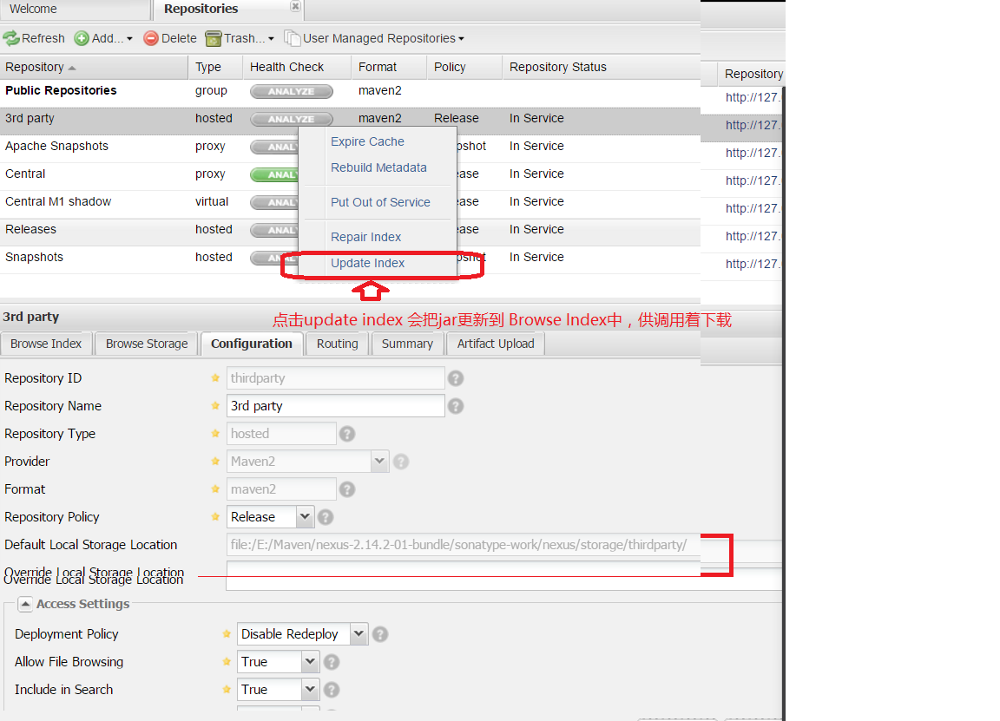 Welcome
Repositories
Refresh Add... Delete Trash... User Managed Repositories
Repository Type Health Check Format Policy Repository Status Repository
Public Repositories group ANALYZE maven2 http://127.
3rd party hosted ANALYZE maven2 Release In Service http://127.
Apache Snapshots proxy ANAL pshot In Service http://127.
Central proxy ANAL ease In Service http://127.
Central M1 shadow virtual ANAL ease In Service http://127.
Releases hosted ANAL ease In Service http://127.
Snapshots hosted ANAL pshot In Service http://127.
Expire Cache
Rebuild Metadata
Put Out of Service
Repair Index
Update Index
点击update index 会把jar更新到 Browse Index中，供调用着下载
3rd party
Browse Index Browse Storage Configuration Routing Summary Artifact Upload
Repository ID thirdparty
Repository Name 3rd party
Repository Type hosted
Provider Maven2
Format maven2
Repository Policy Release
Default Local Storage Location file:/E:/Maven/nexus-2.14.2-01-bundle/sonatype-work/nexus/storage/thirdparty/
Override Local Storage Location
Override Local Storage Location
Access Settings
Deployment Policy Disable Redeploy
Allow File Browsing True
Include in Search True